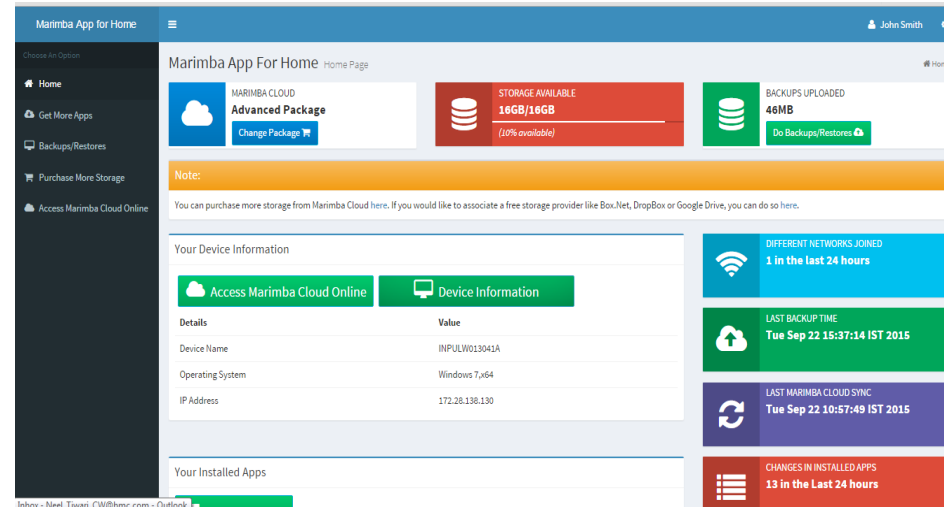 Marimba App for Home
John Smith
Choose An Option
Home
Get More Apps
Backups/Restores
Purchase More Storage
Access Marimba Cloud Online
Marimba App For Home Home Page
Hom
MARIMBA CLOUD
Advanced Package
Change Package
STORAGE AVAILABLE
16GB/16GB
(10% available)
BACKUPS UPLOADED
46MB
Do Backups/Restores
Note:
You can purchase more storage from Marimba Cloud here. If you would like to associate a free storage provider like Box.Net, DropBox or Google Drive, you can do so here.
Your Device Information
Access Marimba Cloud Online
Device Information
Details Value
Device Name INPULW013041A
Operating System Windows 7,x64
IP Address 172.28.138.130
Your Installed Apps
DIFFERENT NETWORKS JOINED
1 in the last 24 hours
LAST BACKUP TIME
Tue Sep 22 15:37:14 IST 2015
LAST MARIMBA CLOUD SYNC
Tue Sep 22 10:57:49 IST 2015
CHANGES IN INSTALLED APPS
13 in the Last 24 hours
Inbox - Neel_Tiwari_CW@bmc.com - Outlook